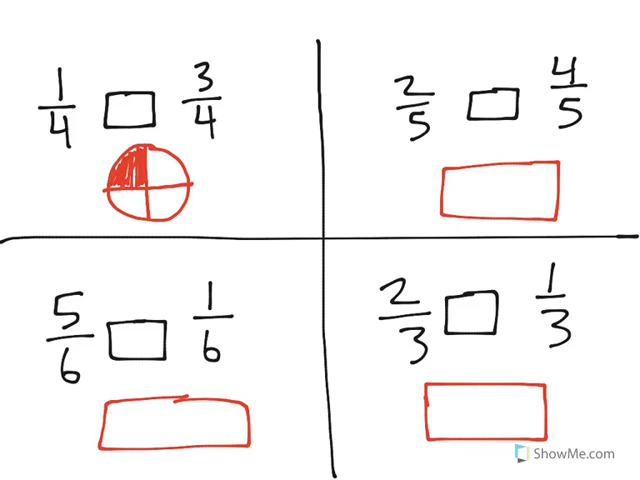 1/4 □ 3/4
2/5 □ 4/5
5/6 □ 1/6
2/3 □ 1/3
ShowMe.com